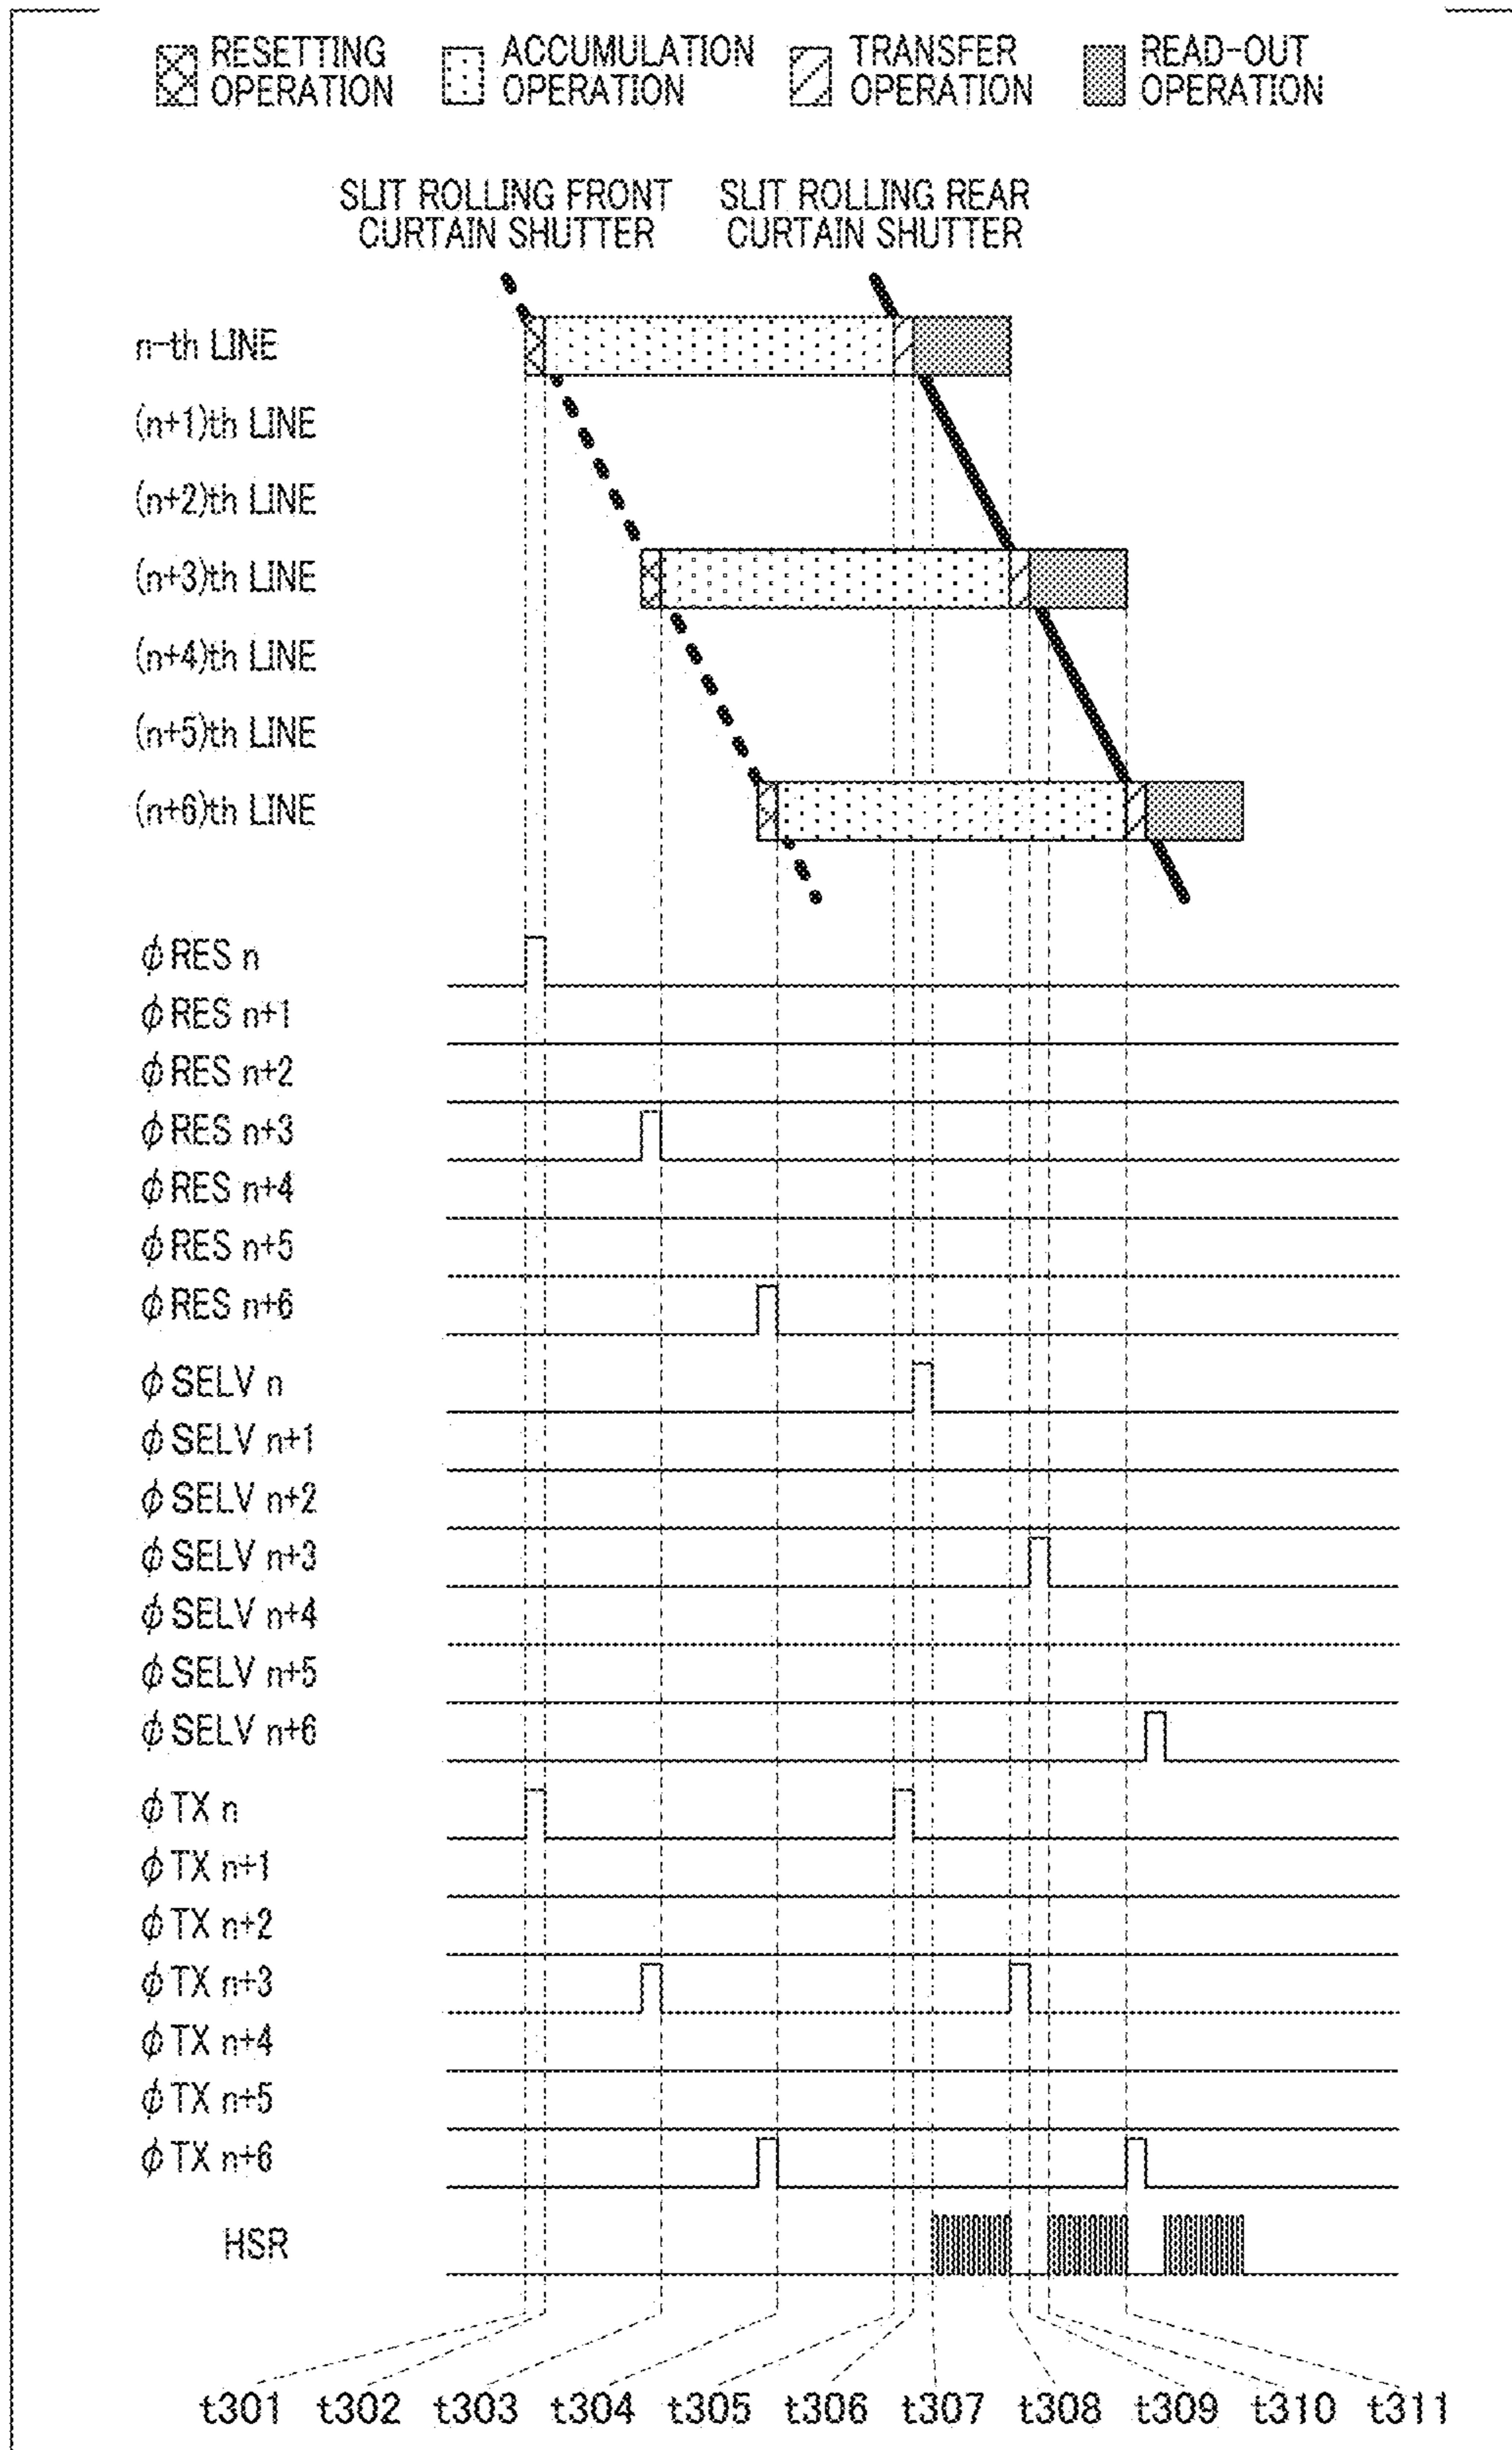 RESETTING OPERATION
ACCUMULATION OPERATION
TRANSFER OPERATION
READ-OUT OPERATION
SLIT ROLLING FRONT CURTAIN SHUTTER
SLIT ROLLING REAR CURTAIN SHUTTER
n-th LINE
(n+1)th LINE
(n+2)th LINE
(n+3)th LINE
(n+4)th LINE
(n+5)th LINE
(n+6)th LINE
ϕRES n
ϕRES n+1
ϕRES n+2
ϕRES n+3
ϕRES n+4
ϕRES n+5
ϕRES n+6
ϕSELV n
ϕSELV n+1
ϕSELV n+2
ϕSELV n+3
ϕSELV n+4
ϕSELV n+5
ϕSELV n+6
ϕTX n
ϕTX n+1
ϕTX n+2
ϕTX n+3
ϕTX n+4
ϕTX n+5
ϕTX n+6
HSR
t301 t302 t303 t304 t305 t306 t307 t308 t309 t310 t311